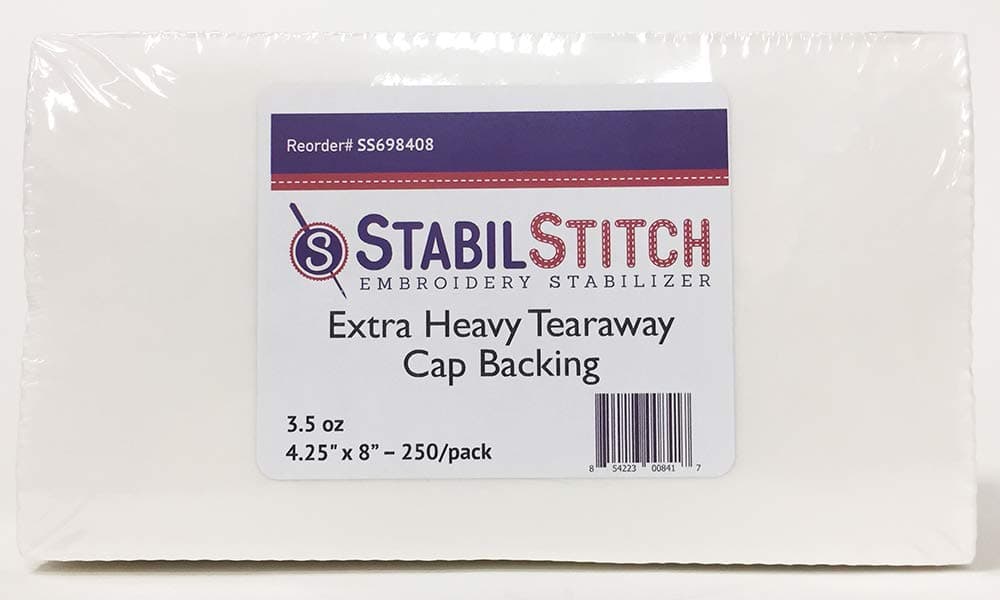 Reorder# SS698408
S STABILSTITCH
EMBROIDERY STABILIZER
Extra Heavy Tearaway
Cap Backing
3.5 oz
4.25" x 8” – 250/pack
8 54223 00841 7